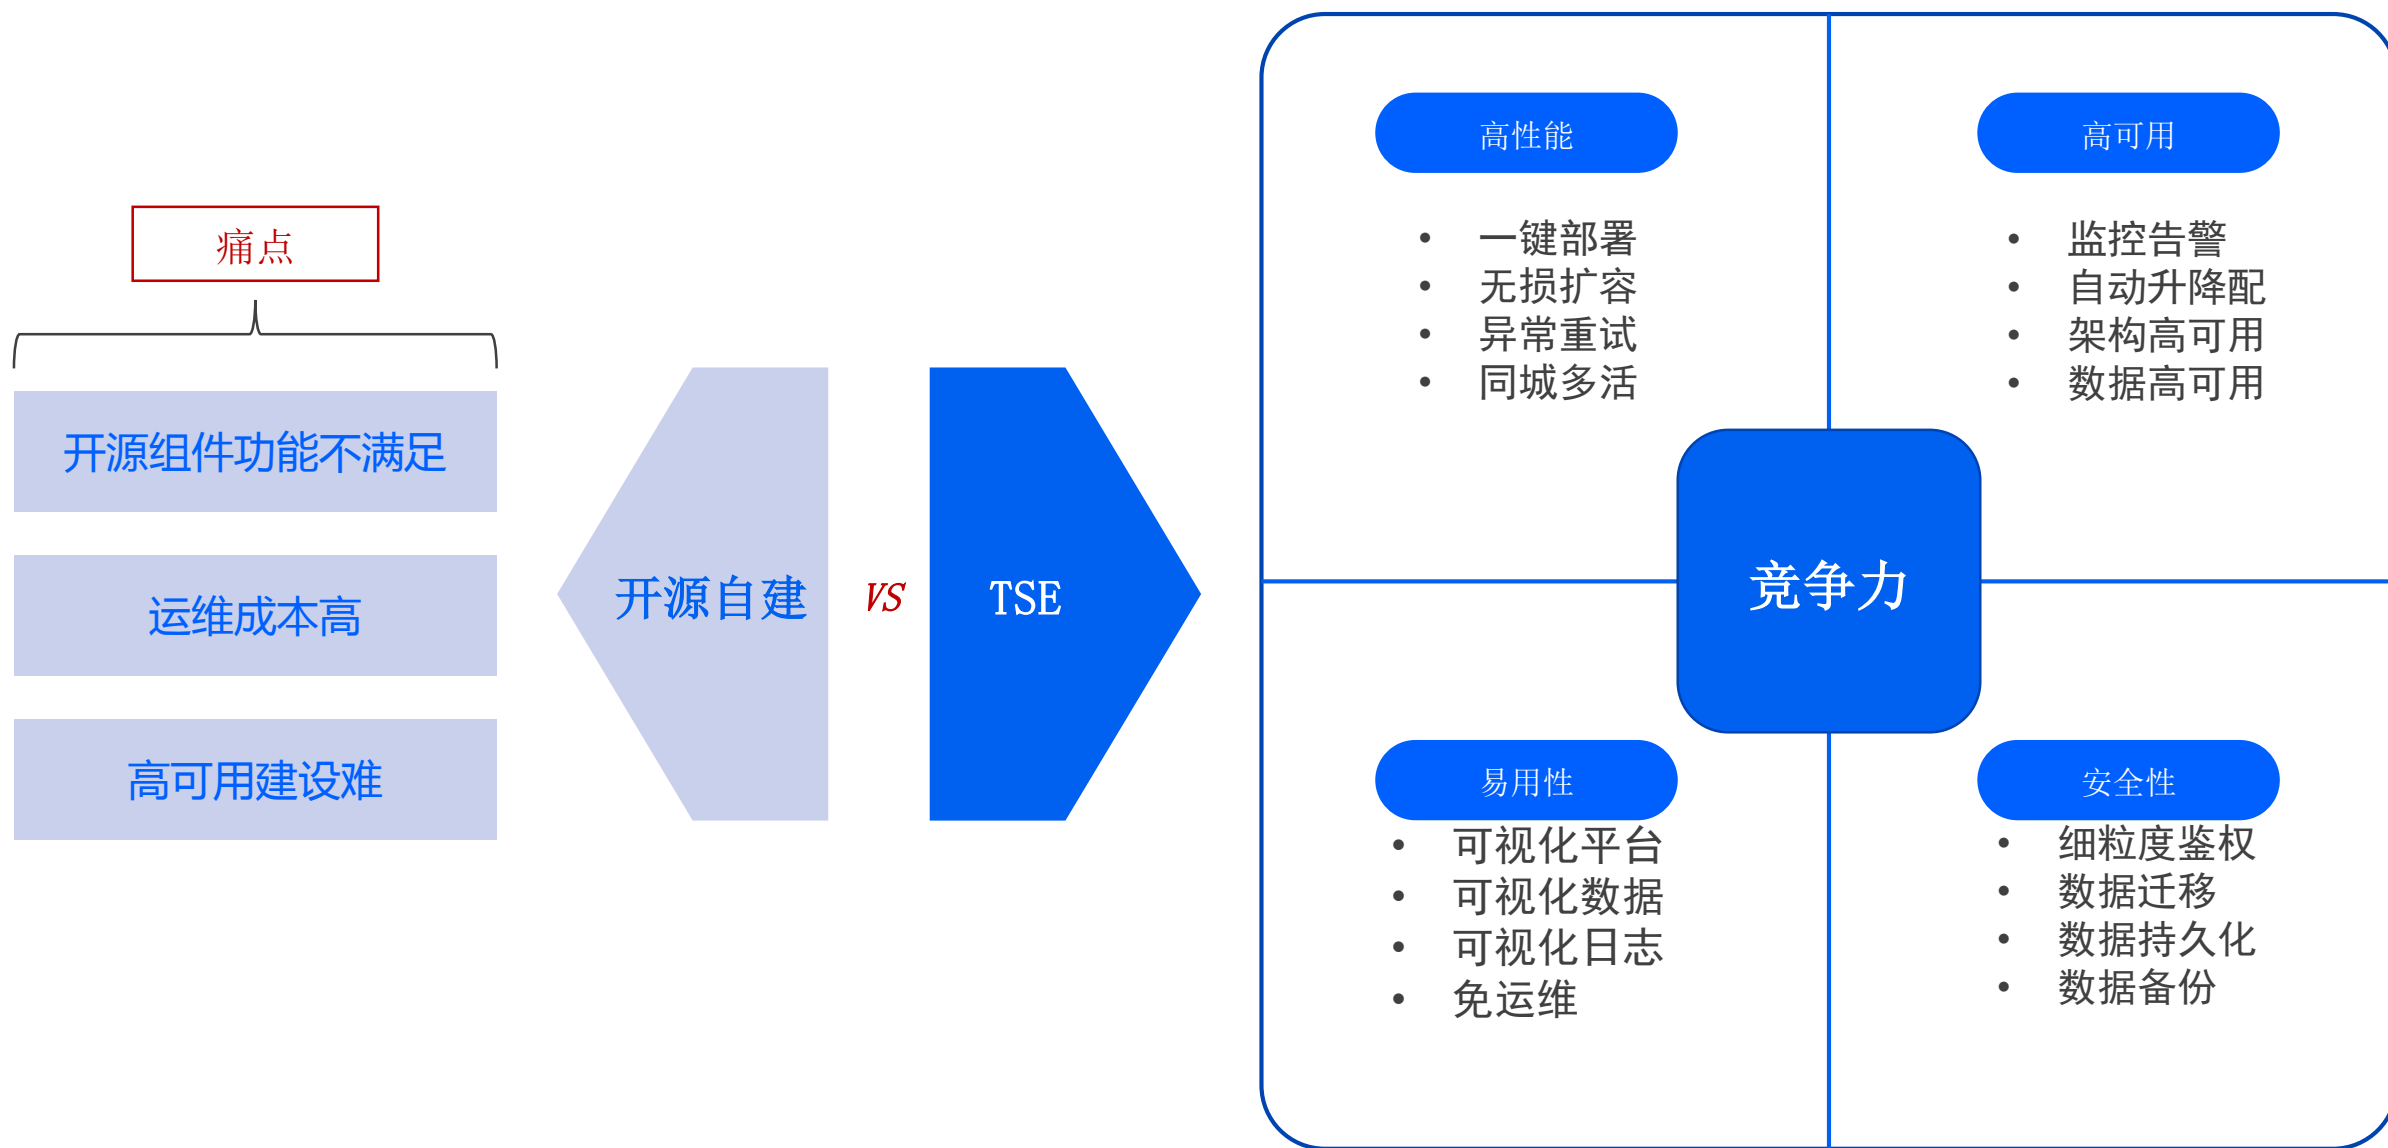 痛点
开源组件功能不满足
运维成本高
高可用建设难
开源自建
VS
TSE
高性能
• 一键部署
• 无损扩容
• 异常重试
• 同城多活
高可用
• 监控告警
• 自动升降配
• 架构高可用
• 数据高可用
竞争力
易用性
• 可视化平台
• 可视化数据
• 可视化日志
• 免运维
安全性
• 细粒度鉴权
• 数据迁移
• 数据持久化
• 数据备份